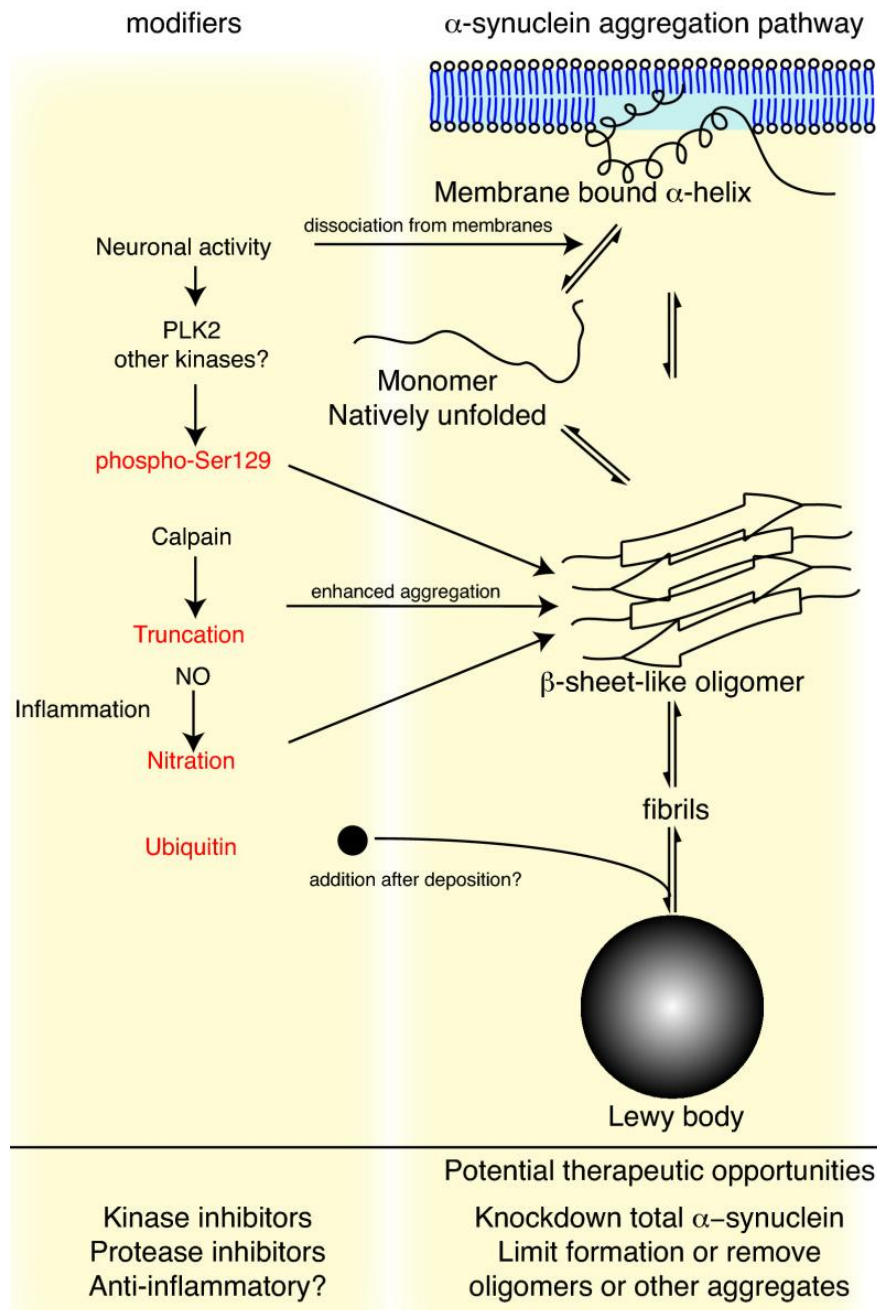 modifiers
α-synuclein aggregation pathway
Membrane bound α-helix
dissociation from membranes
Neuronal activity
PLK2
other kinases?
Monomer
Natively unfolded
phospho-Ser129
Calpain
enhanced aggregation
Truncation
NO
β-sheet-like oligomer
Inflammation
Nitration
fibrils
Ubiquitin
addition after deposition?
Lewy body
Potential therapeutic opportunities
Kinase inhibitors
Protease inhibitors
Anti-inflammatory?
Knockdown total α–synuclein
Limit formation or remove
oligomers or other aggregates